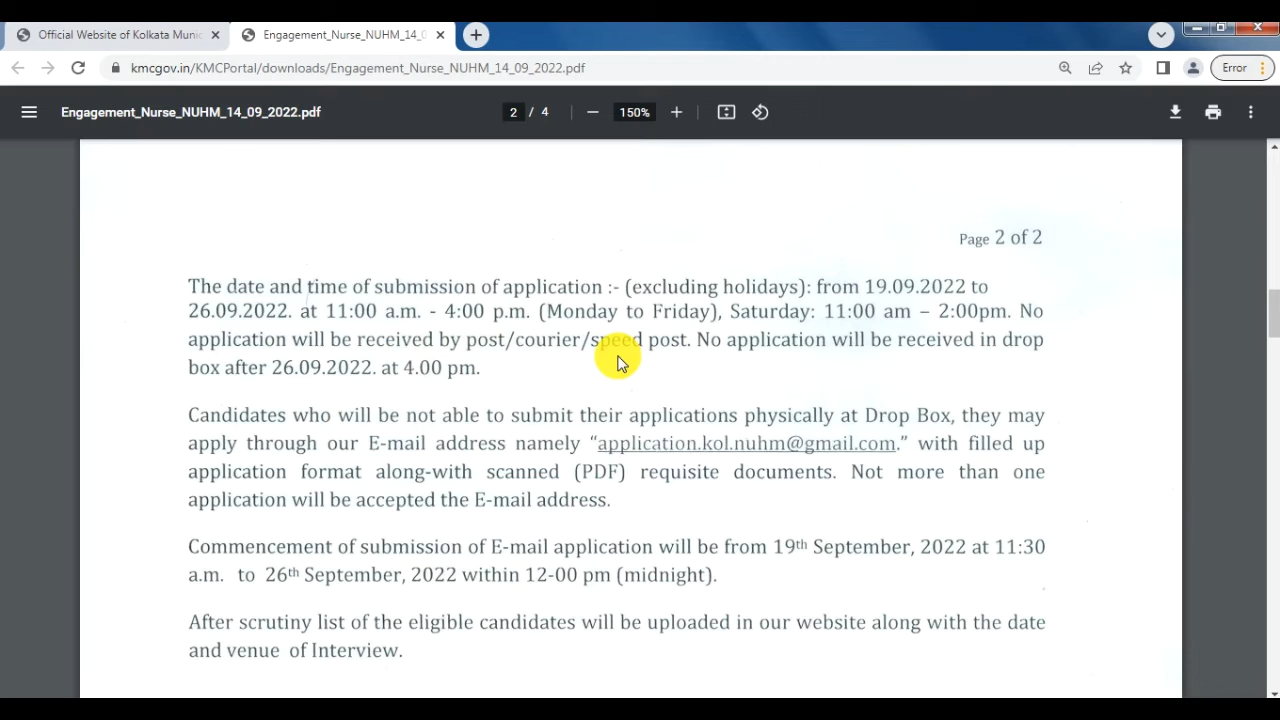 Official Website of Kolkata Munic
Engagement_Nurse_NUHM_14_0
kmcgov.in/KMCPortal/downloads/Engagement_Nurse_NUHM_14_09_2022.pdf
Error
Engagement_Nurse_NUHM_14_09_2022.pdf
2 / 4
150%
Page 2 of 2
The date and time of submission of application :- (excluding holidays): from 19.09.2022 to
26.09.2022. at 11:00 a.m. - 4:00 p.m. (Monday to Friday), Saturday: 11:00 am – 2:00pm. No
application will be received by post/courier/speed post. No application will be received in drop
box after 26.09.2022. at 4.00 pm.
Candidates who will be not able to submit their applications physically at Drop Box, they may
apply through our E-mail address namely “application.kol.nuhm@gmail.com.” with filled up
application format along-with scanned (PDF) requisite documents. Not more than one
application will be accepted the E-mail address.
Commencement of submission of E-mail application will be from 19th September, 2022 at 11:30
a.m. to 26th September, 2022 within 12-00 pm (midnight).
After scrutiny list of the eligible candidates will be uploaded in our website along with the date
and venue of Interview.